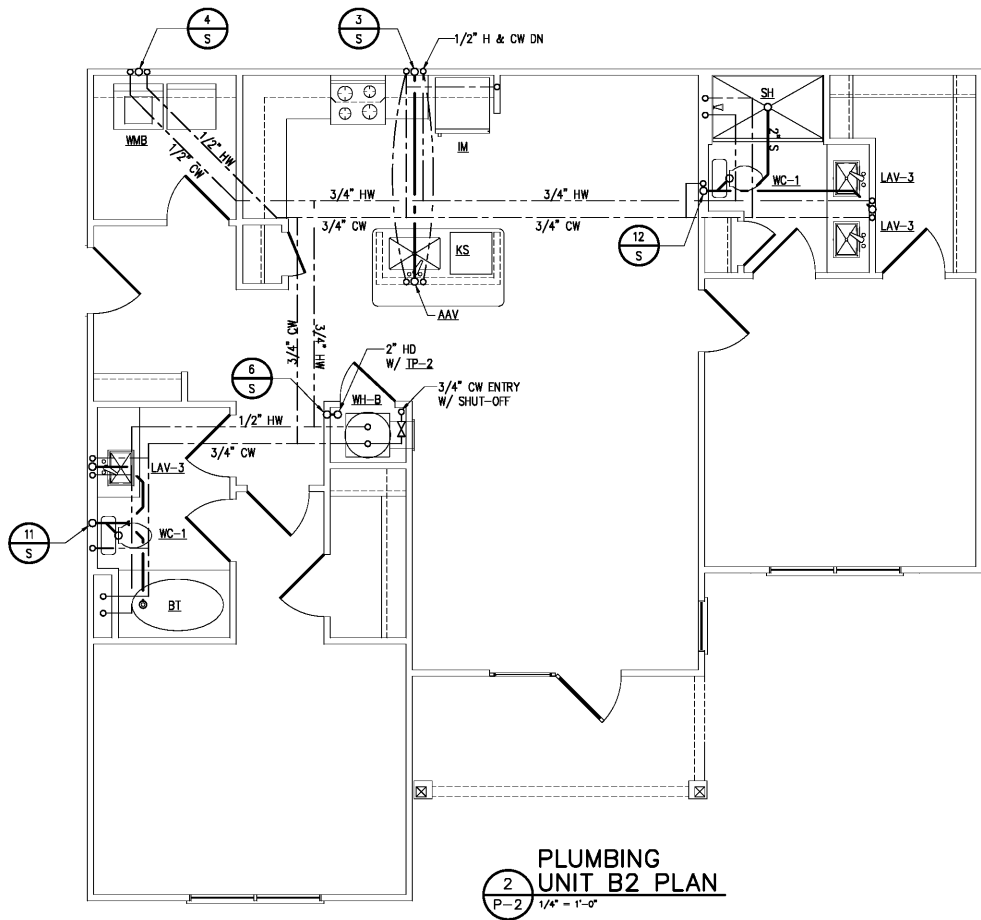 4
S
3
S
1/2" H & CW DN
WMB
1/2" HW
1/2" CW
IM
SH
2" S
WC-1
LAV-3
LAV-3
3/4" HW
3/4" HW
3/4" CW
3/4" CW
12
S
KS
AAV
3/4" CW
3/4" HW
6
S
2" HD
W/ TP-2
WH-B
3/4" CW ENTRY
W/ SHUT-OFF
1/2" HW
3/4" CW
LAV-3
11
S
WC-1
BT
2
P-2
PLUMBING
UNIT B2 PLAN
1/4" = 1'-0"